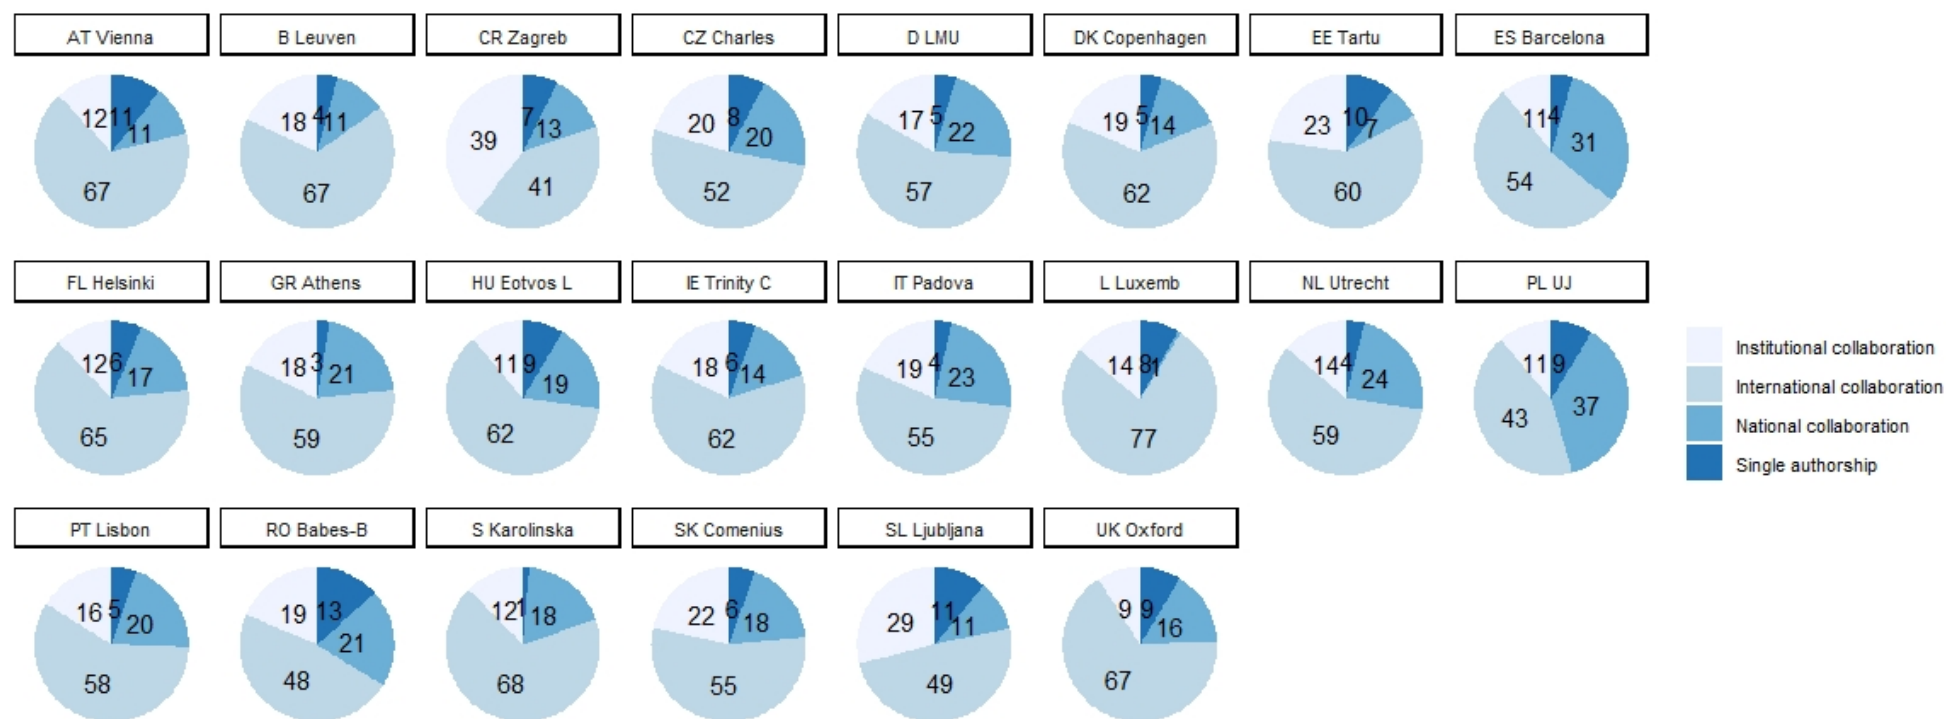 AT Vienna
B Leuven
CR Zagreb
CZ Charles
D LMU
DK Copenhagen
EE Tartu
ES Barcelona
12 11 11 67
18 4 11 67
39 7 13 41
20 8 20 52
17 5 22 57
19 5 14 62
23 10 7 60
11 4 31 54
FL Helsinki
GR Athens
HU Eotvos L
IE Trinity C
IT Padova
L Luxemb
NL Utrecht
PL UJ
12 6 17 65
18 3 21 59
11 9 19 62
18 6 14 62
19 4 23 55
14 8 1 77
14 4 24 59
11 9 37 43
Institutional collaboration
International collaboration
National collaboration
Single authorship
PT Lisbon
RO Babes-B
S Karolinska
SK Comenius
SL Ljubljana
UK Oxford
16 5 20 58
19 13 21 48
12 1 18 68
22 6 18 55
29 11 11 49
9 9 16 67